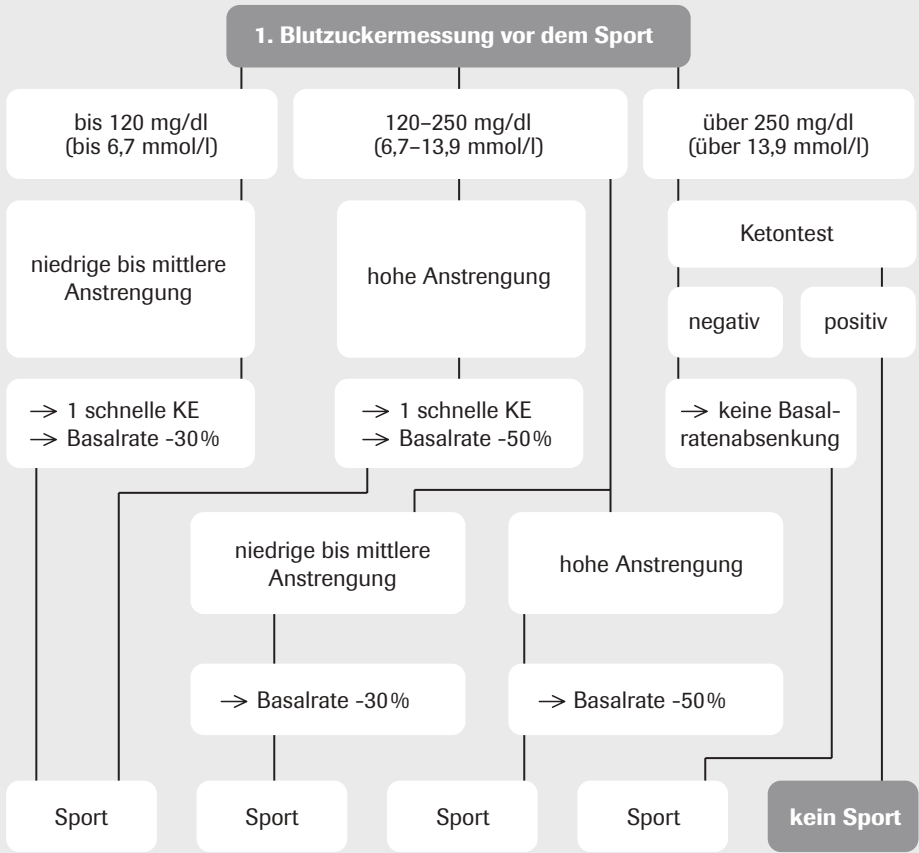 1. Blutzuckermessung vor dem Sport
bis 120 mg/dl
(bis 6,7 mmol/l)
120–250 mg/dl
(6,7–13,9 mmol/l)
über 250 mg/dl
(über 13,9 mmol/l)
niedrige bis mittlere
Anstrengung
hohe Anstrengung
Ketontest
negativ
positiv
→ 1 schnelle KE
→ Basalrate -30%
→ 1 schnelle KE
→ Basalrate -50%
→ keine Basal-
ratenabsenkung
niedrige bis mittlere
Anstrengung
hohe Anstrengung
→ Basalrate -30%
→ Basalrate -50%
Sport
Sport
Sport
Sport
kein Sport